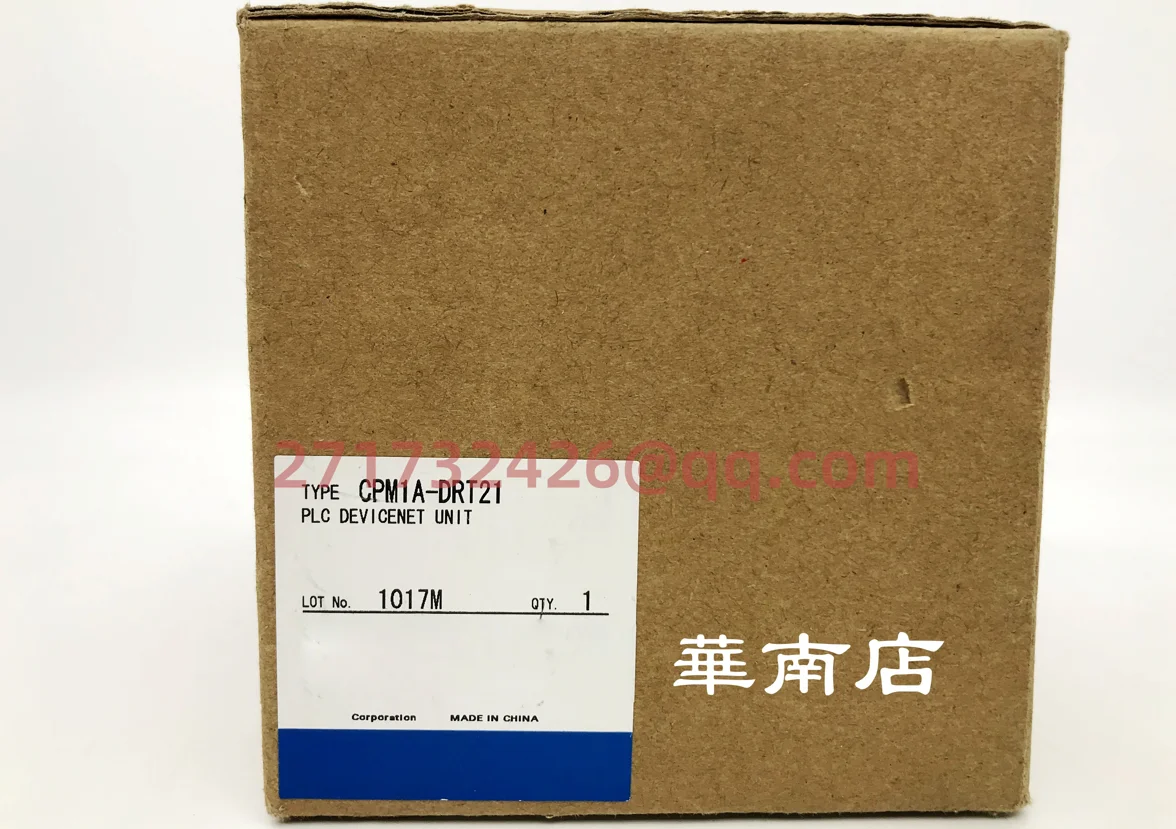 271732426@qq.com
TYPE CPM1A-DRT21
PLC DEVICENET UNIT
LOT No. 1017M QTY. 1
華南店
Corporation MADE IN CHINA